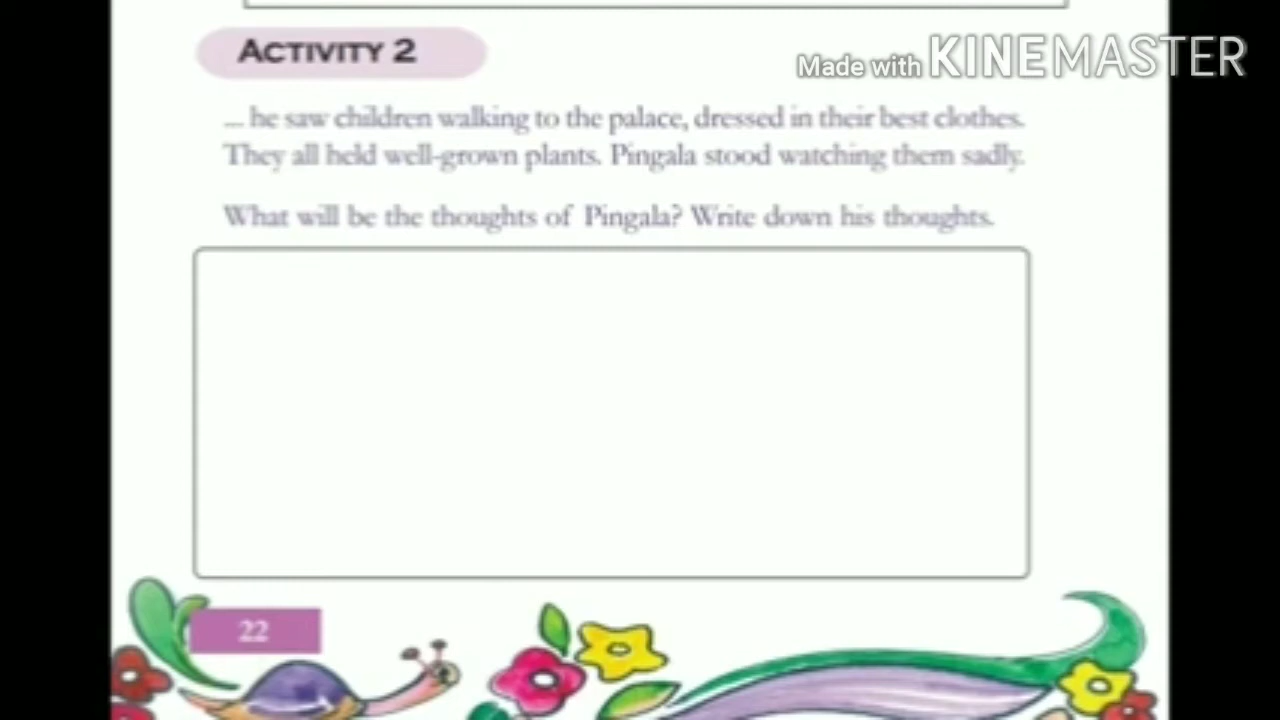 ACTIVITY 2
Made with KINEMASTER
... he saw children walking to the palace, dressed in their best clothes.
They all held well-grown plants. Pingala stood watching them sadly.
What will be the thoughts of Pingala? Write down his thoughts.
22